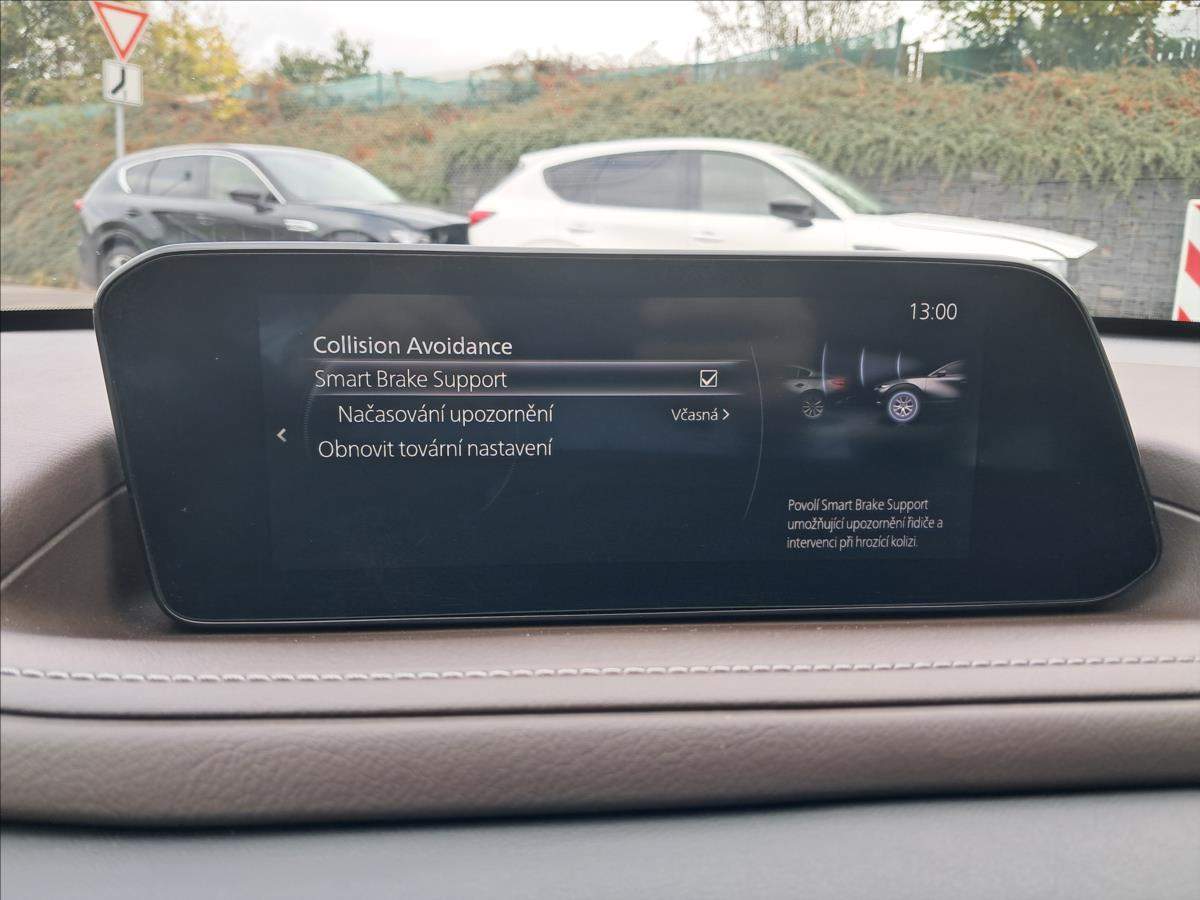 13:00
Collision Avoidance
Smart Brake Support
Načasování upozornění Včasná
Obnovit tovární nastavení
Povolí Smart Brake Support
umožňující upozornění řidiče a
intervenci při hrozící kolizi.